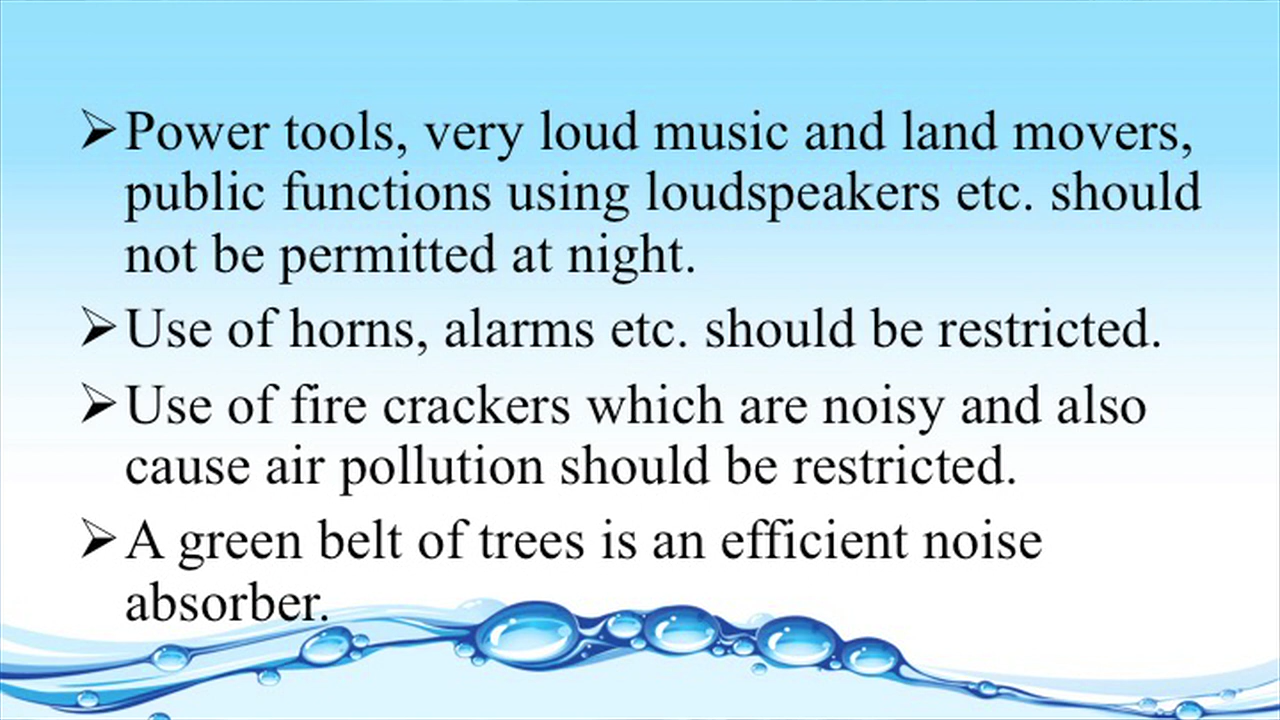 ➢Power tools, very loud music and land movers,
public functions using loudspeakers etc. should
not be permitted at night.
➢Use of horns, alarms etc. should be restricted.
➢Use of fire crackers which are noisy and also
cause air pollution should be restricted.
➢A green belt of trees is an efficient noise
absorber.